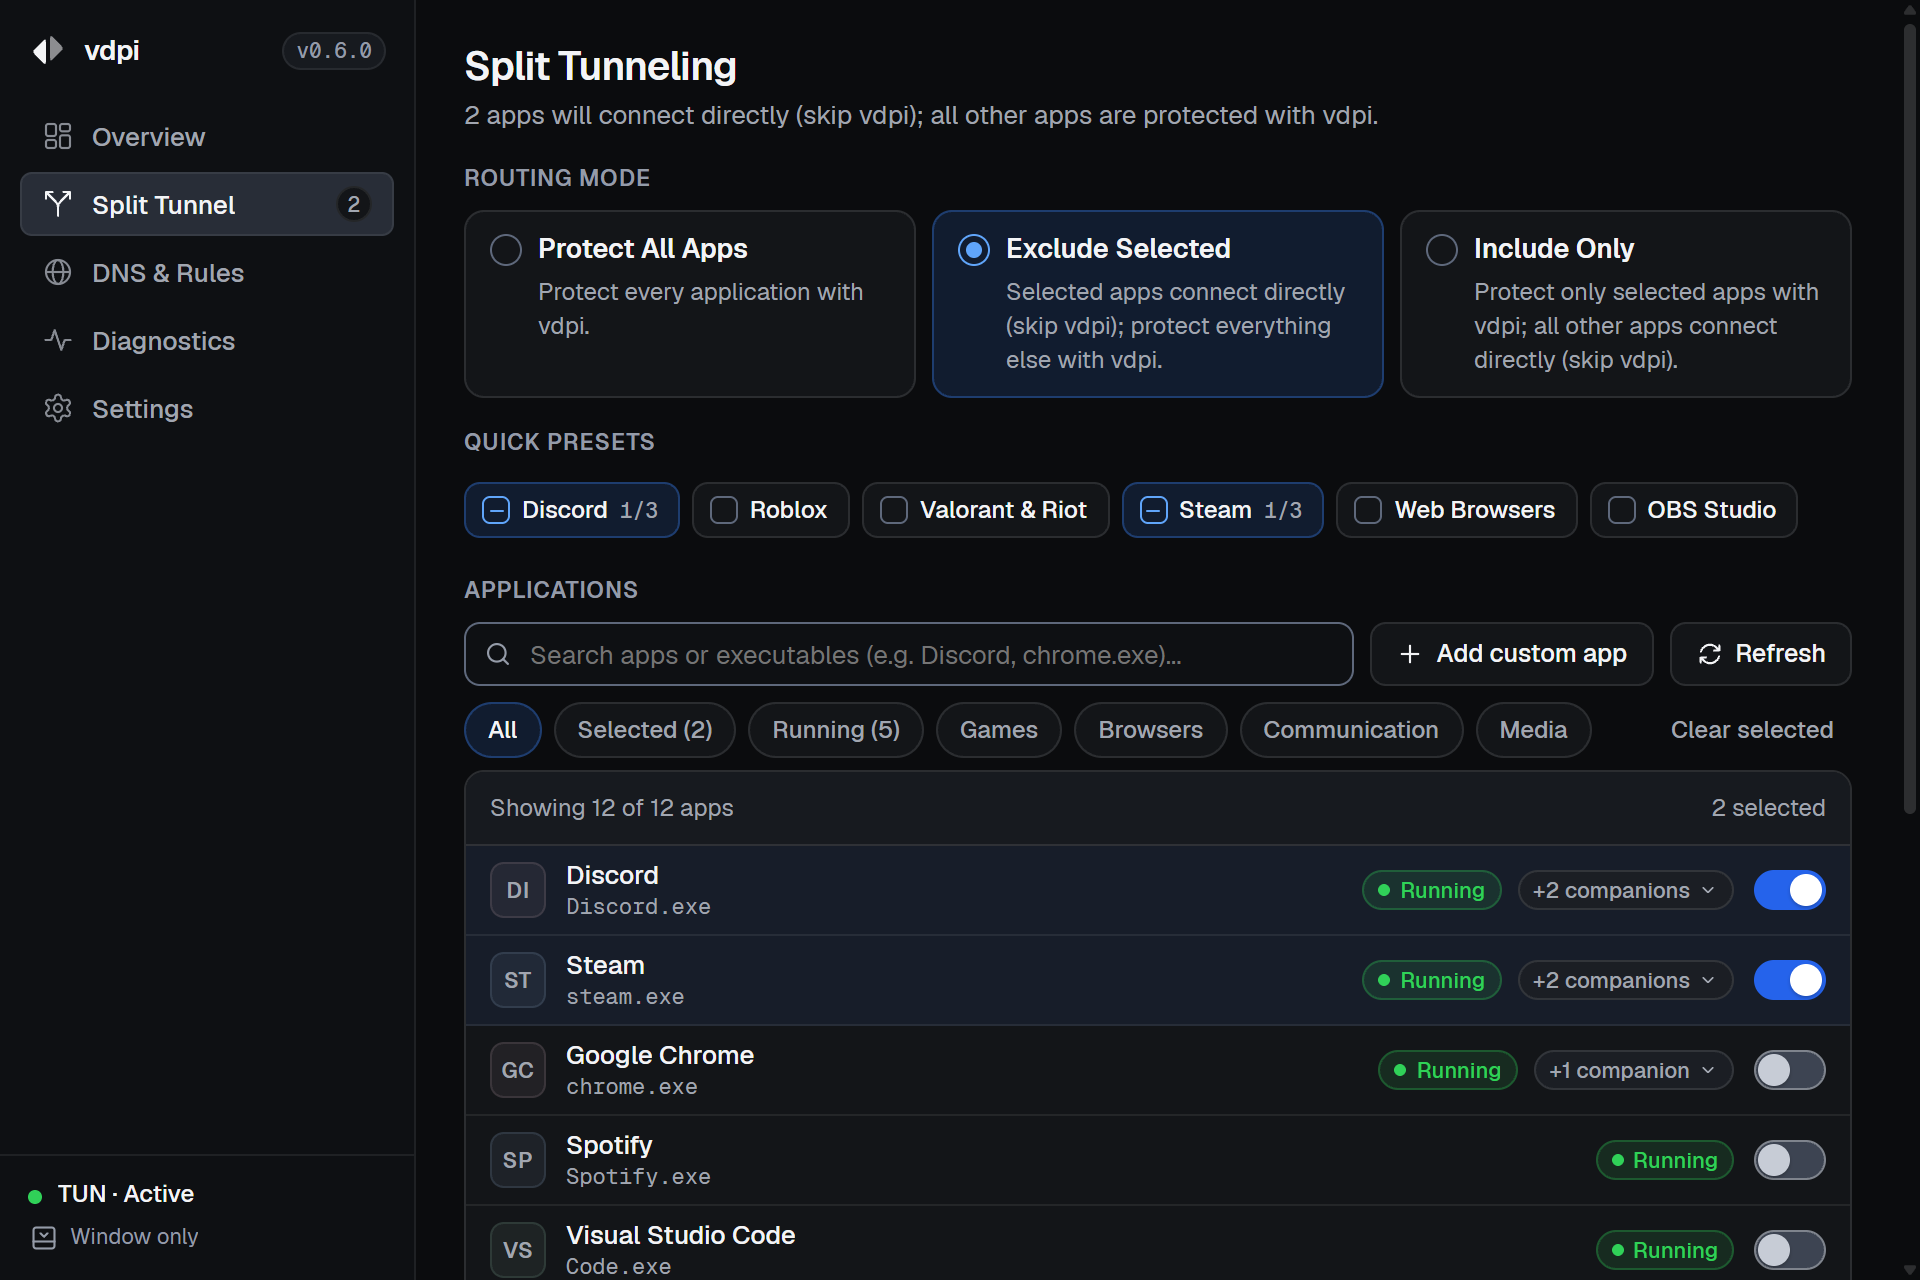 vdpi
v0.6.0
Overview
Split Tunnel
2
DNS & Rules
Diagnostics
Settings
TUN · Active
Window only
Split Tunneling
2 apps will connect directly (skip vdpi); all other apps are protected with vdpi.
ROUTING MODE
Protect All Apps
Protect every application with
vdpi.
Exclude Selected
Selected apps connect directly
(skip vdpi); protect everything
else with vdpi.
Include Only
Protect only selected apps with
vdpi; all other apps connect
directly (skip vdpi).
QUICK PRESETS
Discord 1/3
Roblox
Valorant & Riot
Steam 1/3
Web Browsers
OBS Studio
APPLICATIONS
Search apps or executables (e.g. Discord, chrome.exe)...
Add custom app
Refresh
All
Selected (2)
Running (5)
Games
Browsers
Communication
Media
Clear selected
Showing 12 of 12 apps
2 selected
DI
Discord
Discord.exe
Running
+2 companions
ST
Steam
steam.exe
Running
+2 companions
GC
Google Chrome
chrome.exe
Running
+1 companion
SP
Spotify
Spotify.exe
Running
VS
Visual Studio Code
Code.exe
Running